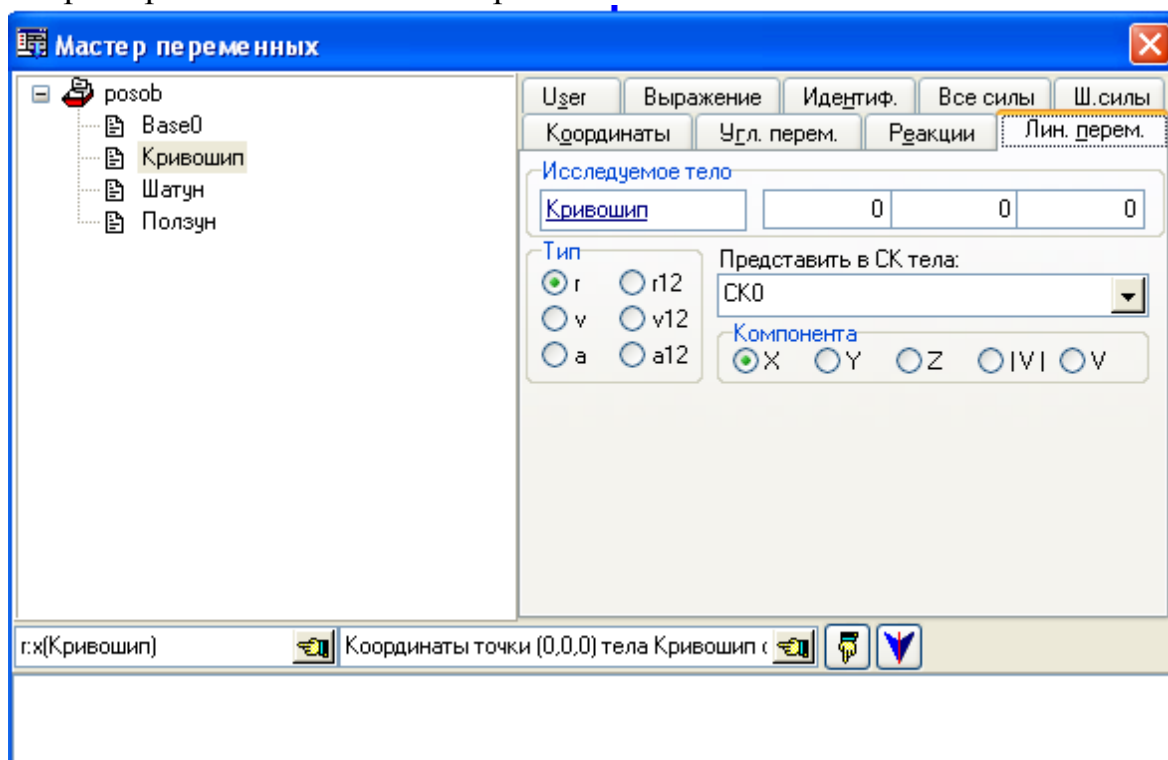 Мастер переменных
posob
Base0
Кривошип
Шатун
Ползун
User Выражение Идентиф. Все силы Ш.силы
Координаты Угл. перем. Реакции Лин. перем.
Исследуемое тело
Кривошип 0 0 0
Тип
r r12
v v12
a a12
Представить в СК тела:
СК0
Компонента
X Y Z |V| V
r:x(Кривошип) Координаты точки (0,0,0) тела Кривошип